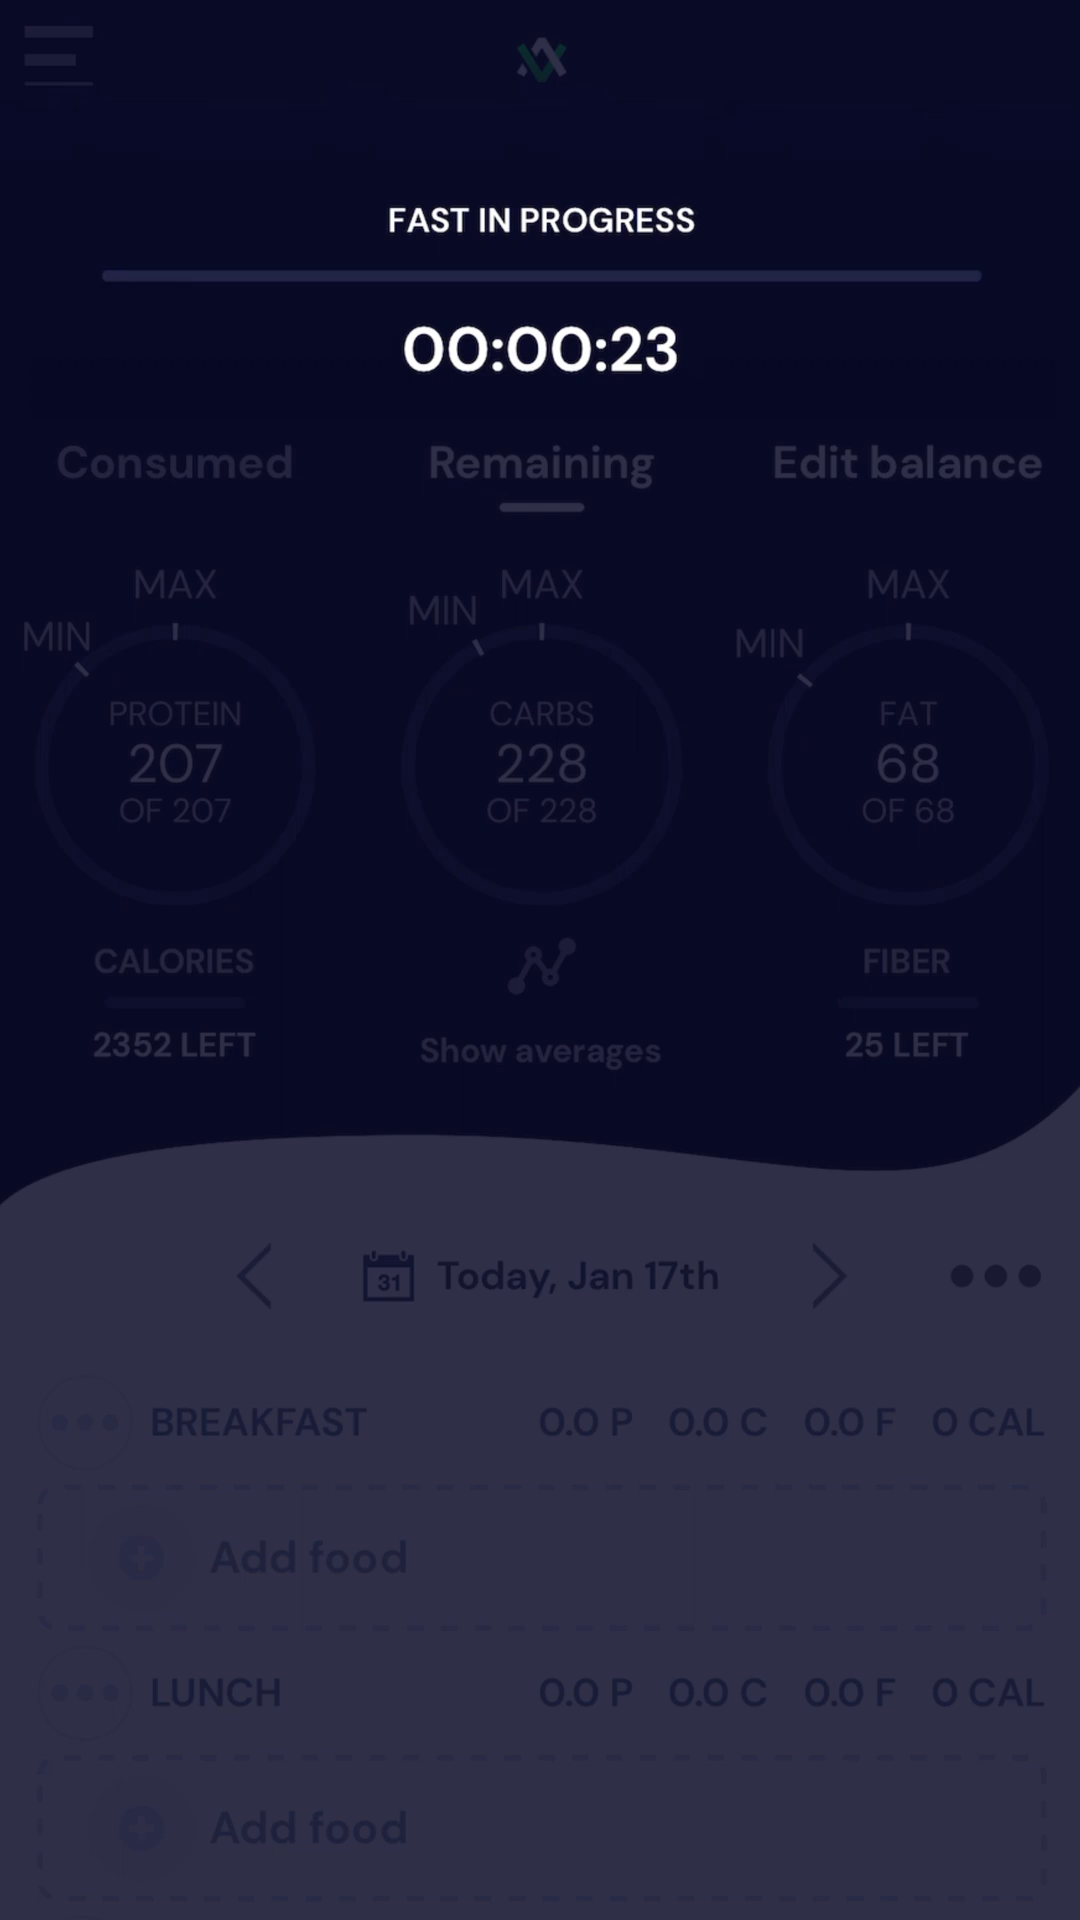 FAST IN PROGRESS
00:00:23
Consumed Remaining Edit balance
MIN MAX MIN MAX MIN MAX
PROTEIN CARBS FAT
207 228 68
OF 207 OF 228 OF 68
CALORIES FIBER
2352 LEFT Show averages 25 LEFT
31 Today, Jan 17th
BREAKFAST 0.0 P 0.0 C 0.0 F 0 CAL
Add food
LUNCH 0.0 P 0.0 C 0.0 F 0 CAL
Add food